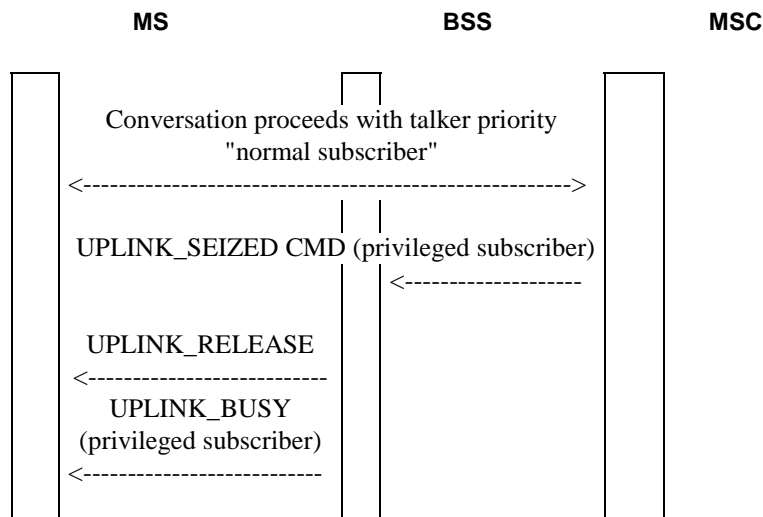 MS BSS MSC
Conversation proceeds with talker priority
"normal subscriber"
<------------------------------------------------------->
UPLINK_SEIZED CMD (privileged subscriber)
<--------------------
UPLINK_RELEASE
<---------------------------
UPLINK_BUSY
(privileged subscriber)
<---------------------------